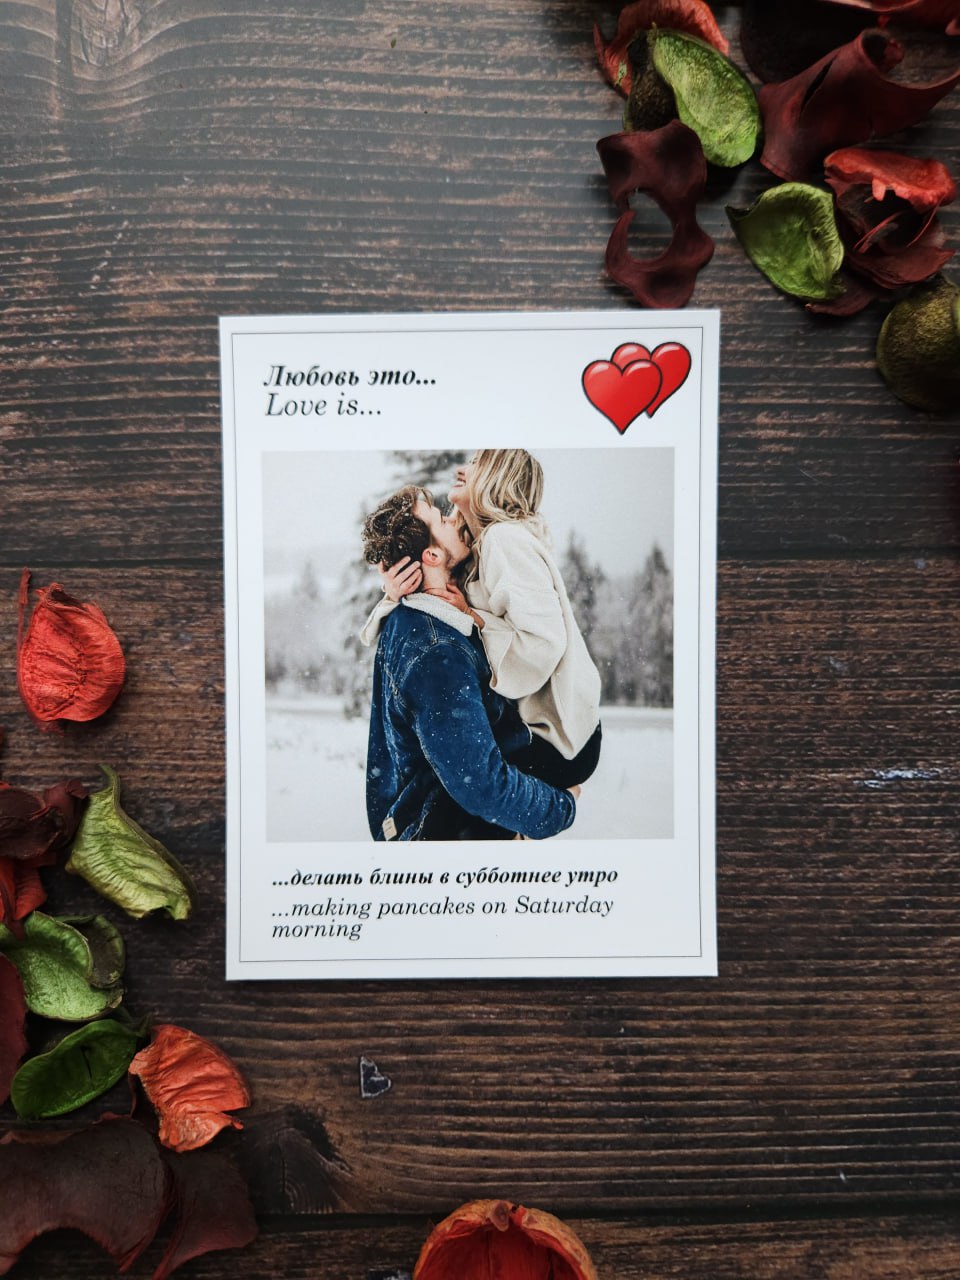 Любовь это...
Love is...
...делать блины в субботнее утро
...making pancakes on Saturday
morning